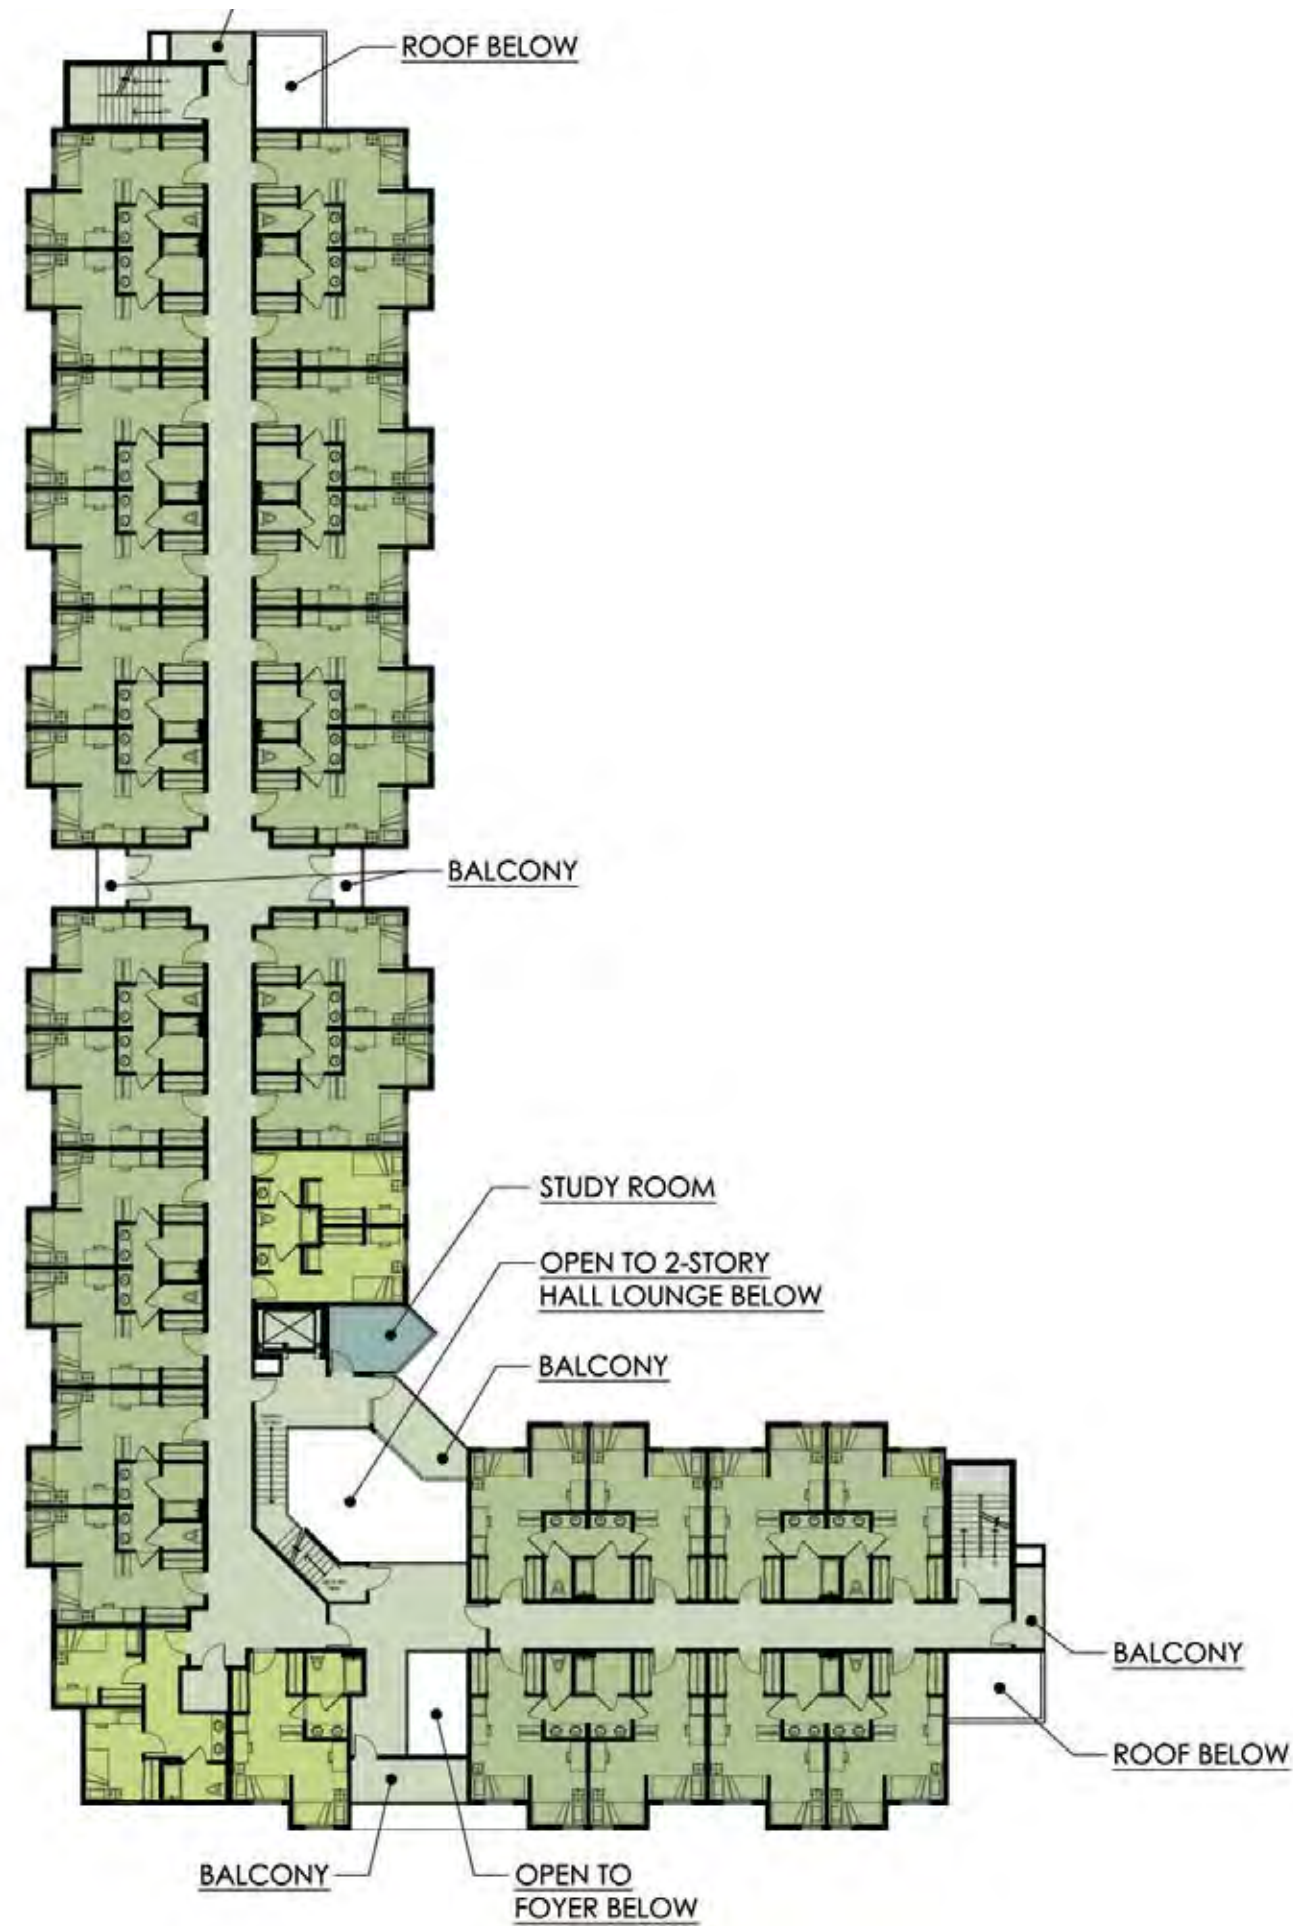 ROOF BELOW
BALCONY
STUDY ROOM
OPEN TO 2-STORY
HALL LOUNGE BELOW
BALCONY
BALCONY
ROOF BELOW
BALCONY
OPEN TO
FOYER BELOW